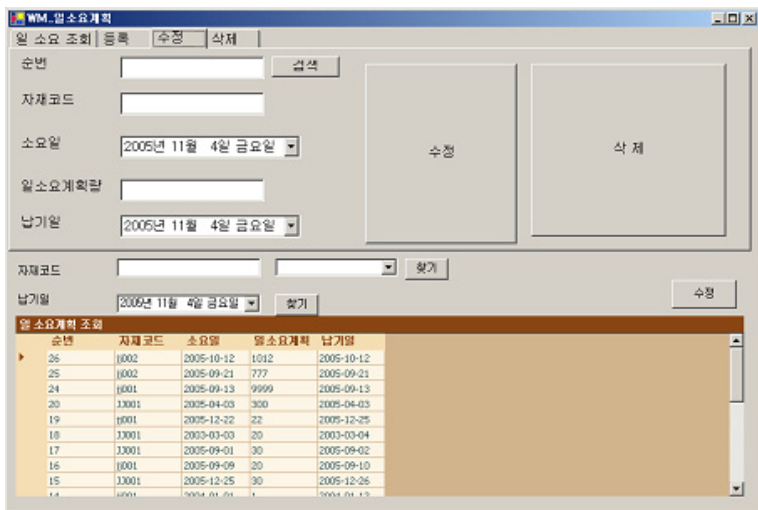 WM_일소요계획
일 소요 조회 등록 수정 삭제
순번 검색
자재코드
소요일 2005년 11월 4일 금요일
일소요계획량
납기일 2005년 11월 4일 금요일
수정 삭 제
자재코드 찾기
납기일 2005년 11월 4일 금요일 찾기
수정
일 소요계획 조회
순번 자재코드 소요일 일소요계획 납기일
26 jj002 2005-10-12 1012 2005-10-12
25 jj002 2005-09-21 777 2005-09-21
24 jj001 2005-09-13 9999 2005-09-13
20 JJ001 2005-04-03 300 2005-04-03
19 jj001 2005-12-22 22 2005-12-25
18 JJ001 2003-03-03 20 2003-03-04
17 JJ001 2005-09-01 30 2005-09-02
16 jj001 2005-09-09 20 2005-09-10
15 JJ001 2005-12-25 30 2005-12-26